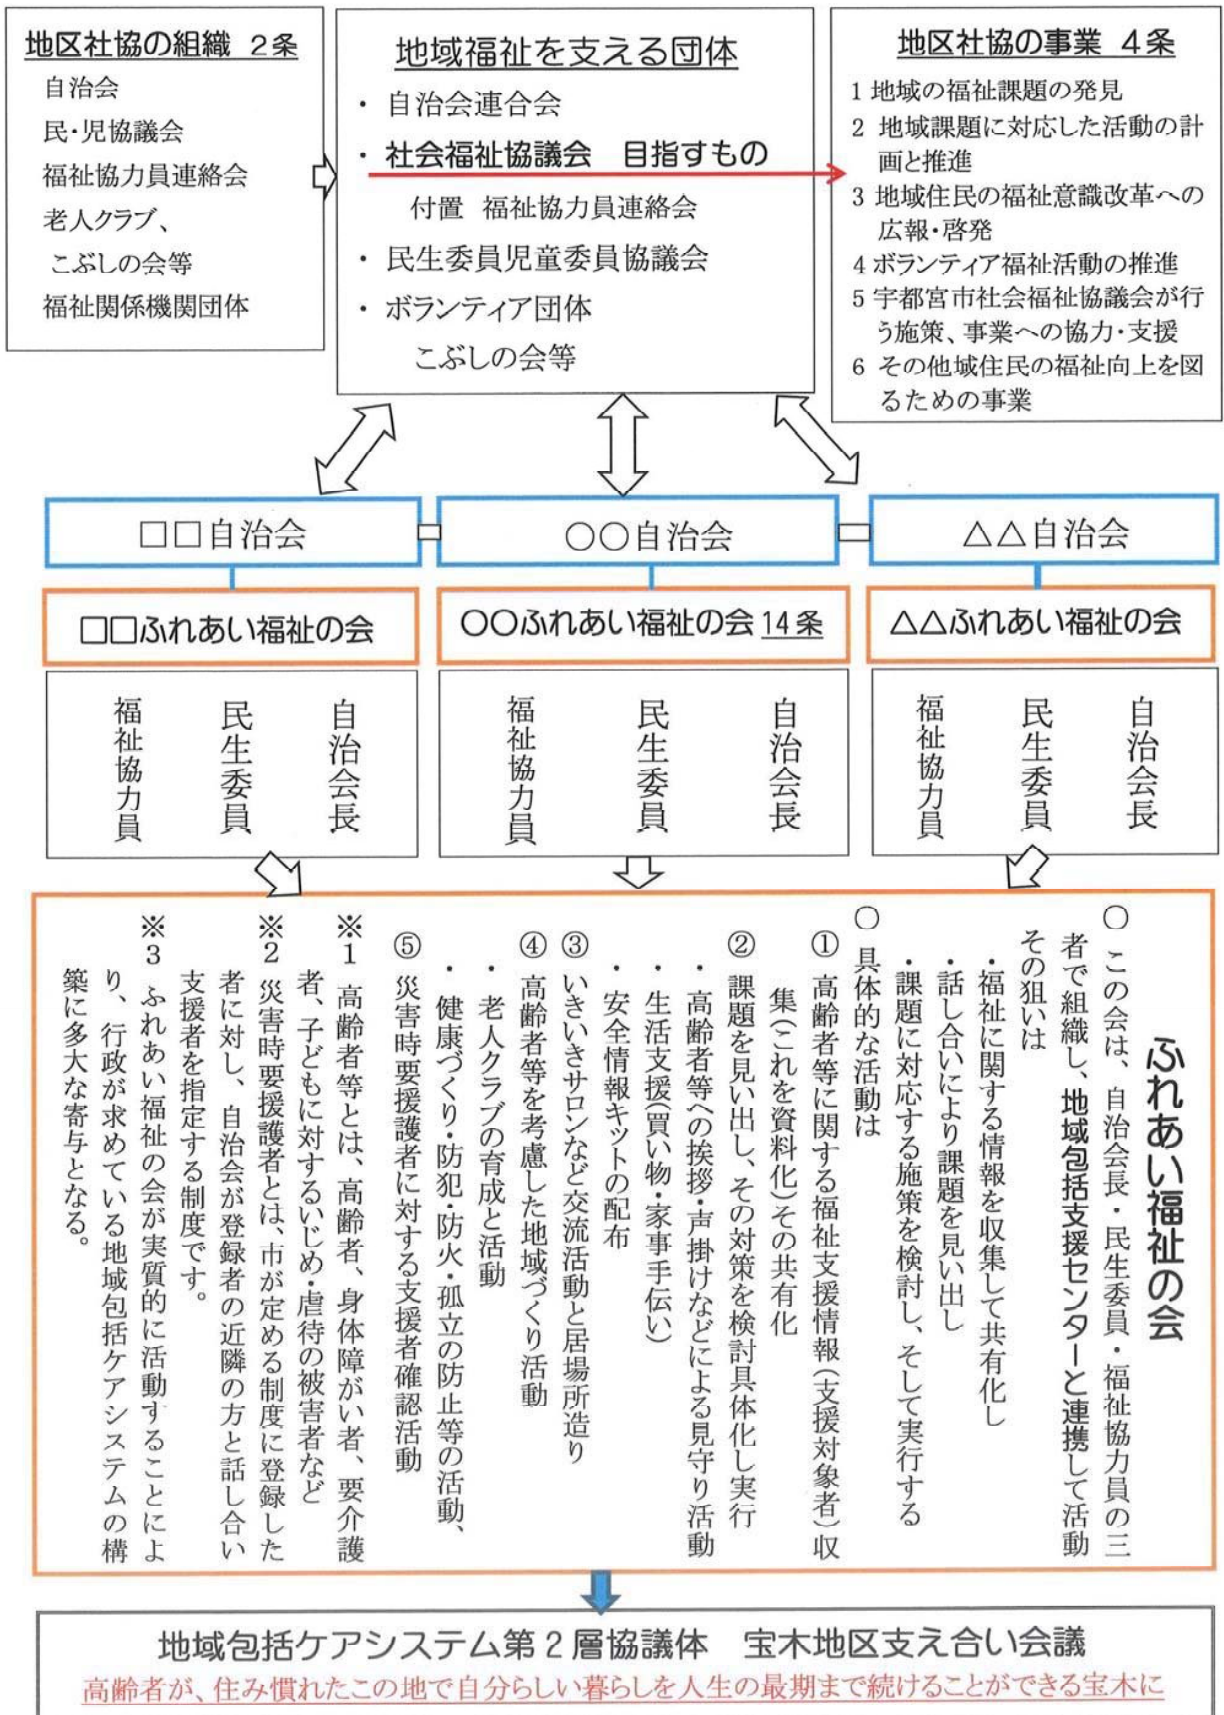 地区社協の組織 2条
自治会
民・児協議会
福祉協力員連絡会
老人クラブ、
こぶしの会等
福祉関係機関団体
地域福祉を支える団体
・ 自治会連合会
・ 社会福祉協議会 目指すもの
付置 福祉協力員連絡会
・ 民生委員児童委員協議会
・ ボランティア団体
こぶしの会等
地区社協の事業 4条
1 地域の福祉課題の発見
2 地域課題に対応した活動の計
画と推進
3 地域住民の福祉意識改革への
広報・啓発
4 ボランティア福祉活動の推進
5 宇都宮市社会福祉協議会が行
う施策、事業への協力・支援
6 その他域住民の福祉向上を図
るための事業
□□自治会
○○自治会
△△自治会
□□ふれあい福祉の会
○○ふれあい福祉の会 14条
△△ふれあい福祉の会
自治会長
民生委員
福祉協力員
自治会長
民生委員
福祉協力員
自治会長
民生委員
福祉協力員
ふれあい福祉の会
○ この会は、自治会長・民生委員・福祉協力員の三
者で組織し、地域包括支援センターと連携して活動
その狙いは
・福祉に関する情報を収集して共有化し
・話し合いにより課題を見い出し
・課題に対応する施策を検討し、そして実行する
○ 具体的な活動は
① 高齢者等に関する福祉支援情報(支援対象者)収
集(これを資料化)その共有化
② 課題を見い出し、その対策を検討具体化し実行
・ 高齢者等への挨拶・声掛けなどによる見守り活動
・ 生活支援(買い物・家事手伝い)
・ 安全情報キットの配布
③ いきいきサロンなど交流活動と居場所造り
④ 高齢者等を考慮した地域づくり活動
・ 老人クラブの育成と活動
・ 健康づくり・防犯・防火・孤立の防止等の活動、
⑤ 災害時要援護者に対する支援者確認活動
※1 高齢者等とは、高齢者、身体障がい者、要介護
者、子どもに対するいじめ・虐待の被害者など
※2 災害時要援護者とは、市が定める制度に登録した
者に対し、自治会が登録者の近隣の方と話し合い
支援者を指定する制度です。
※3 ふれあい福祉の会が実質的に活動することによ
り、行政が求めている地域包括ケアシステムの構
築に多大な寄与となる。
地域包括ケアシステム第2層協議体 宝木地区支え合い会議
高齢者が、住み慣れたこの地で自分らしい暮らしを人生の最期まで続けることができる宝木に